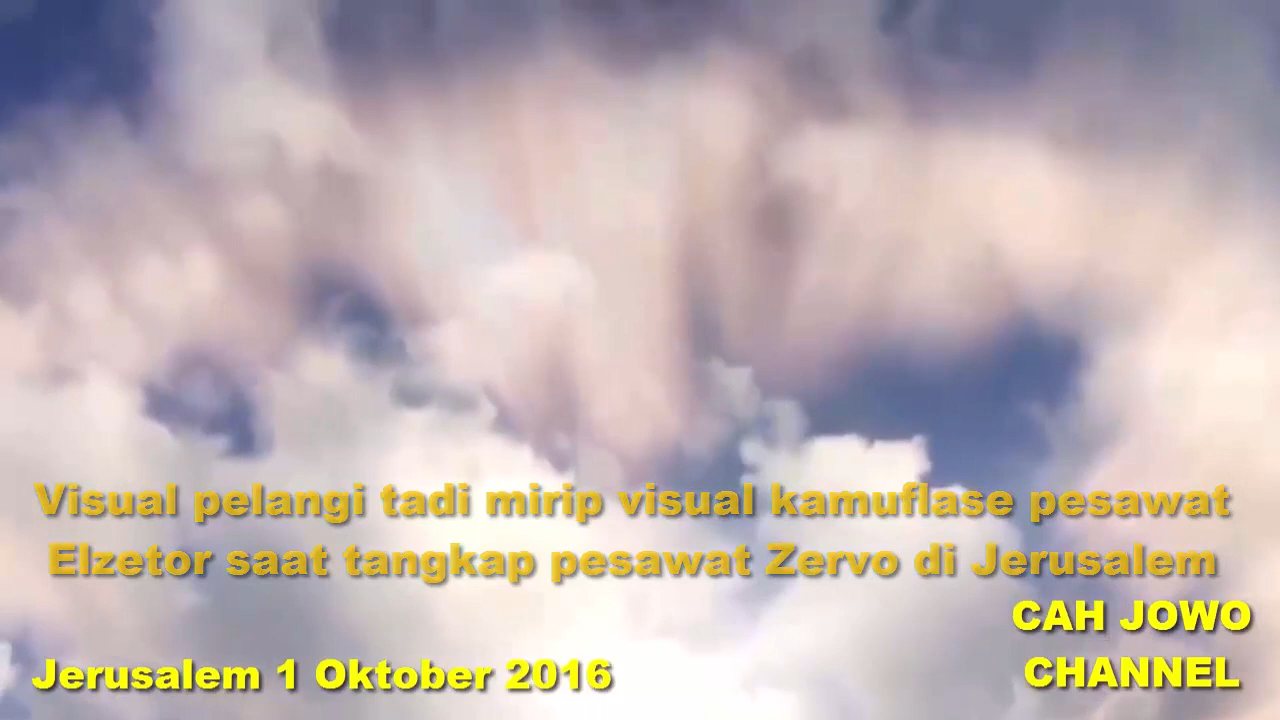 Visual pelangi tadi mirip visual kamuflase pesawat
Elzetor saat tangkap pesawat Zervo di Jerusalem
CAH JOWO
CHANNEL
Jerusalem 1 Oktober 2016